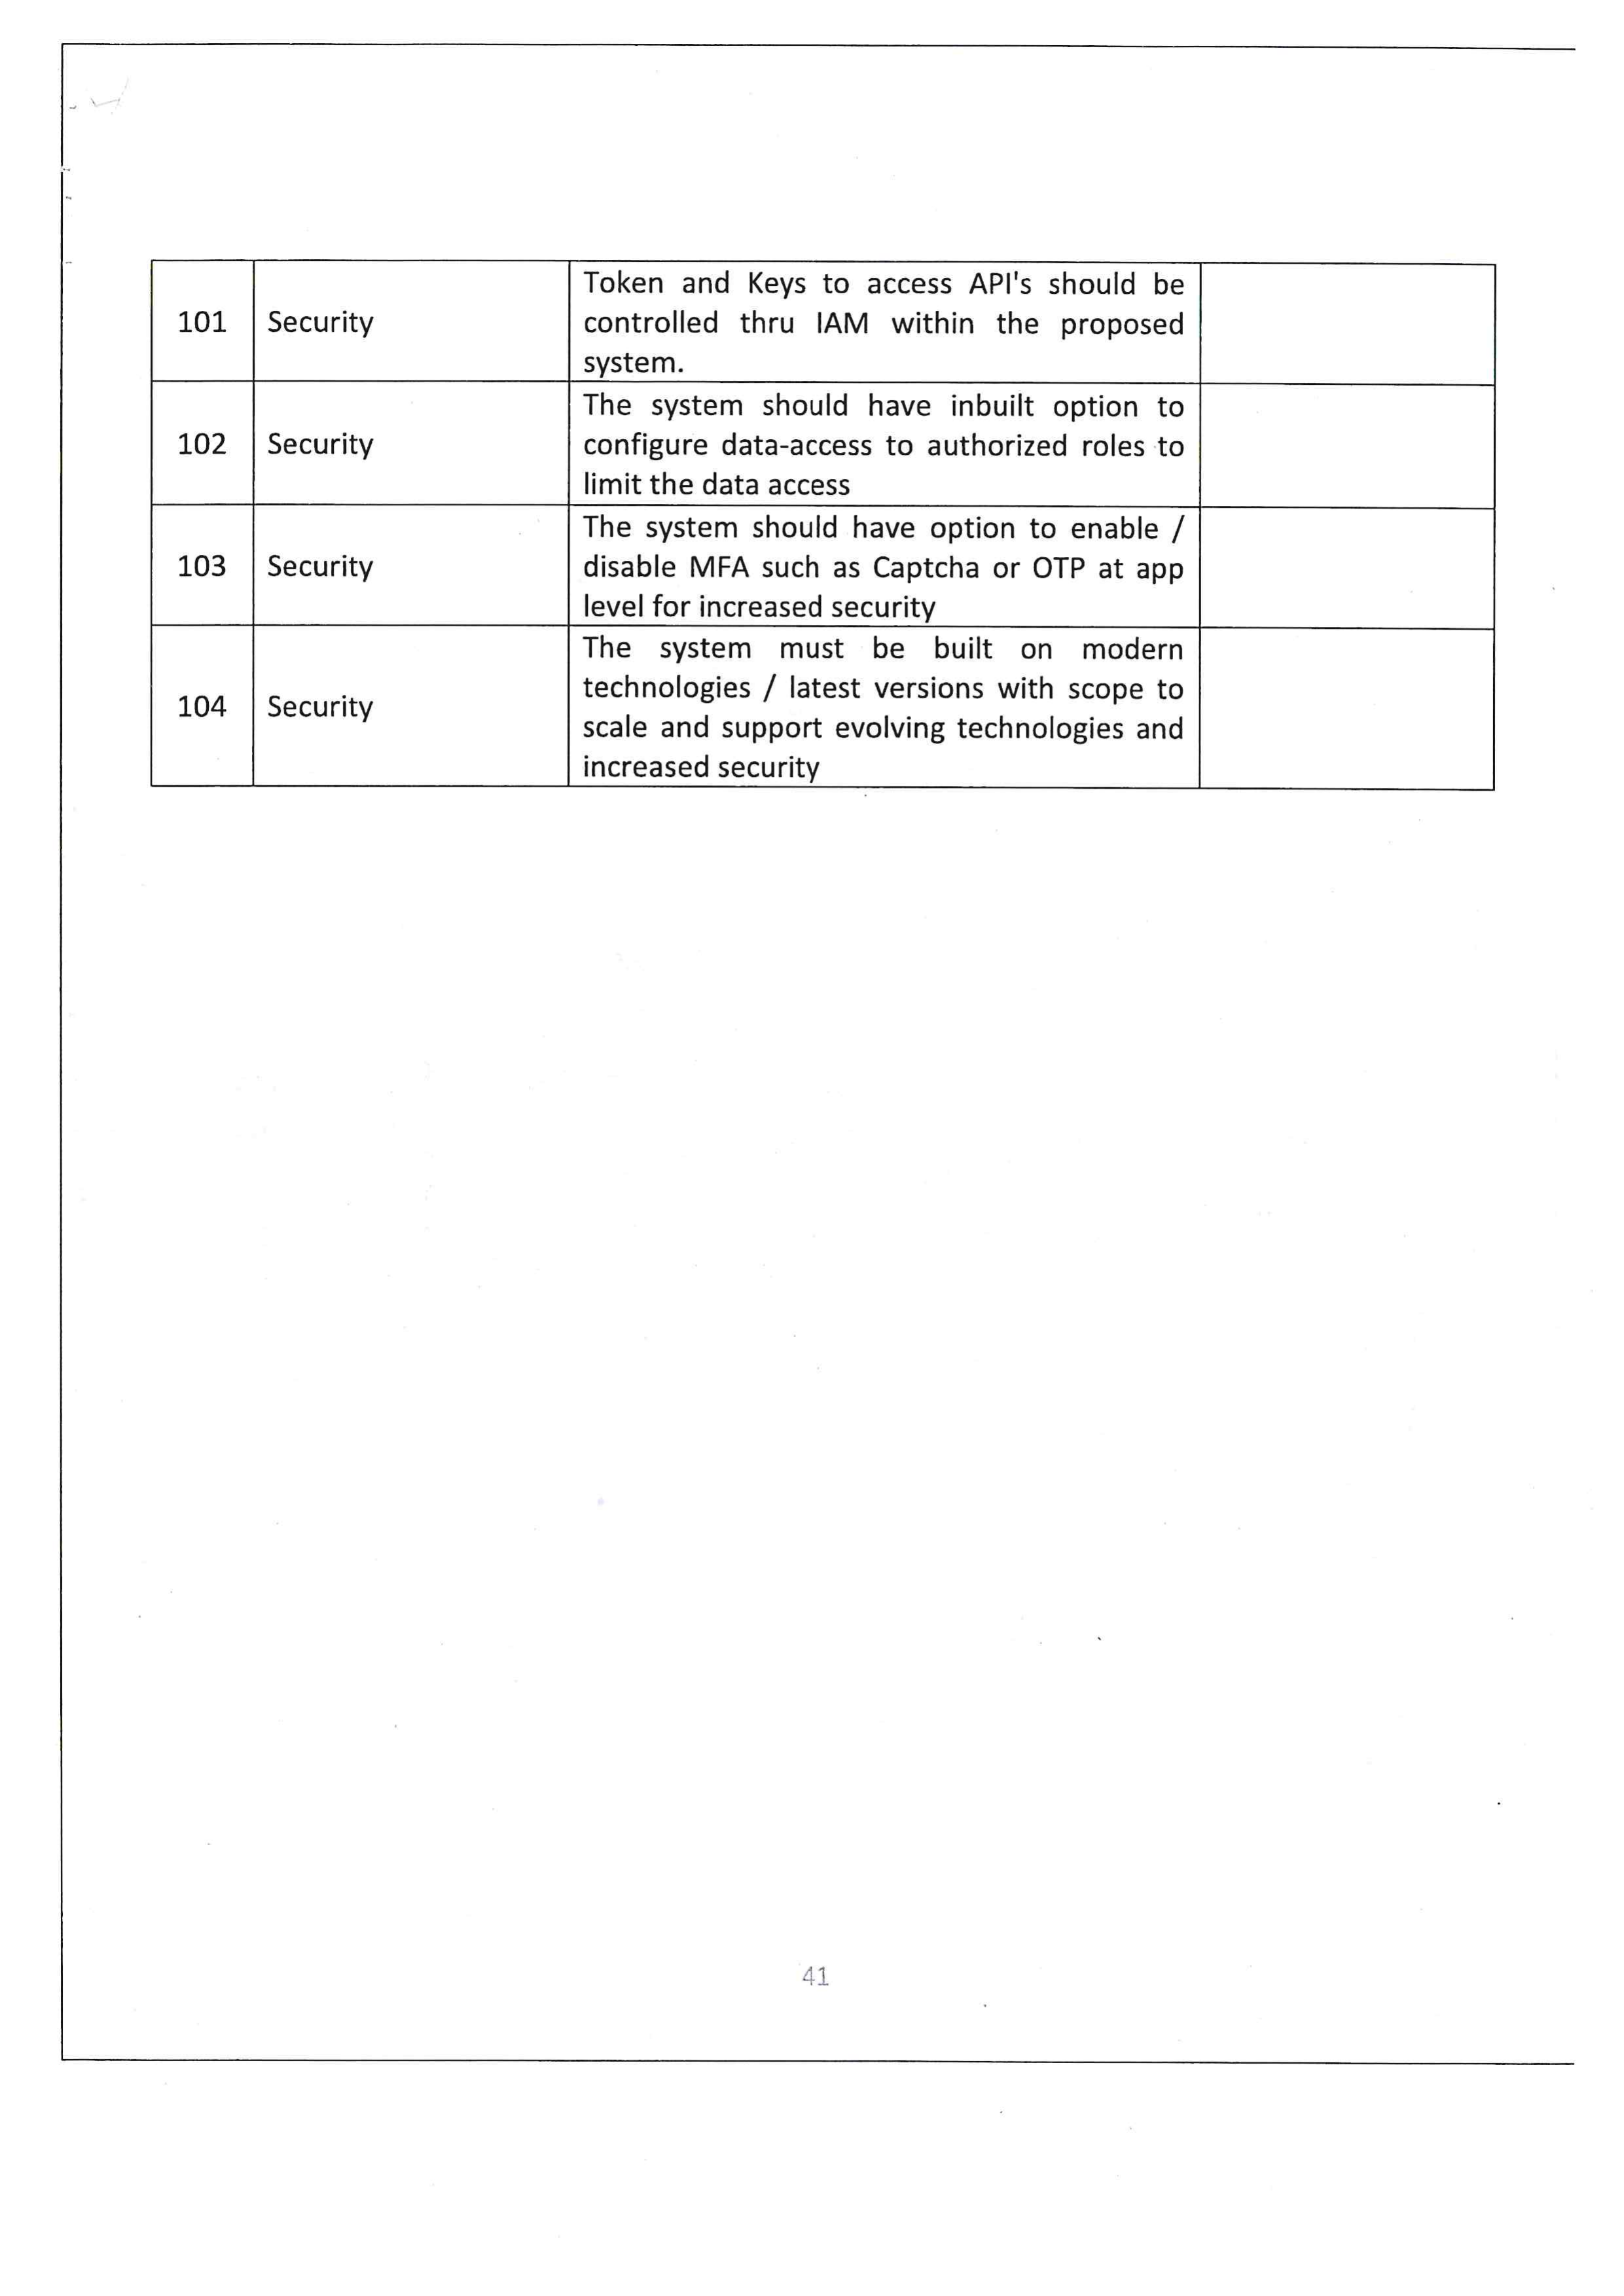 101 Security Token and Keys to access API's should be
controlled thru IAM within the proposed
system.
102 Security The system should have inbuilt option to
configure data-access to authorized roles to
limit the data access
103 Security The system should have option to enable /
disable MFA such as Captcha or OTP at app
level for increased security
104 Security The system must be built on modern
technologies / latest versions with scope to
scale and support evolving technologies and
increased security
41